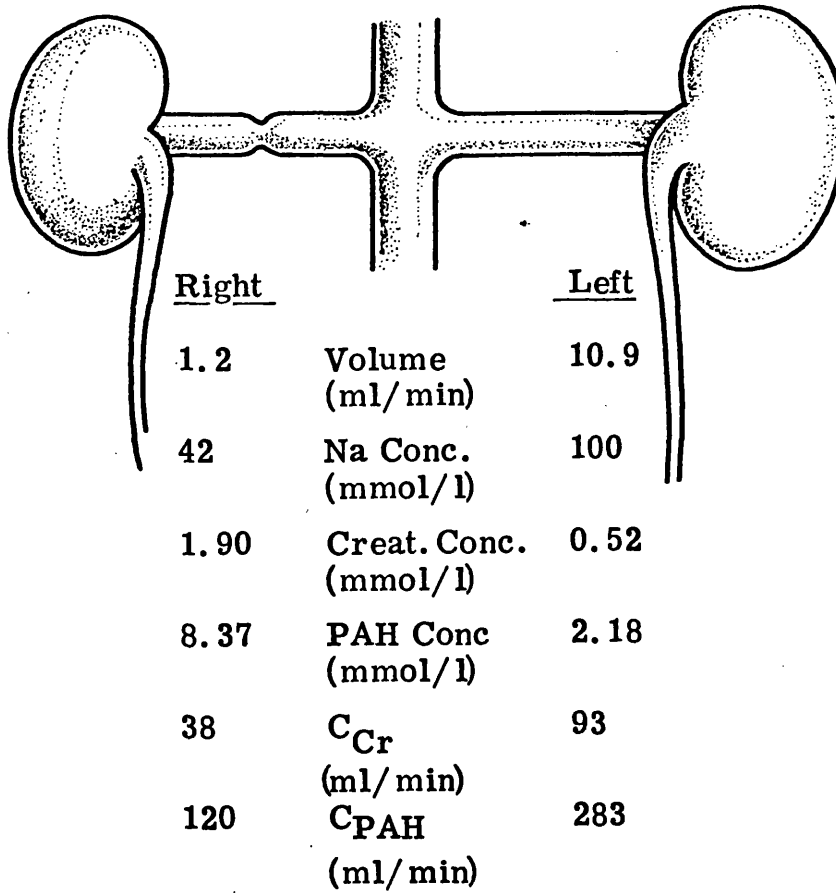 Right Left
1.2 Volume 10.9
(ml/min)
42 Na Conc. 100
(mmol/l)
1.90 Creat. Conc. 0.52
(mmol/l)
8.37 PAH Conc 2.18
(mmol/l)
38 CCr 93
(ml/min)
120 CPAH 283
(ml/min)